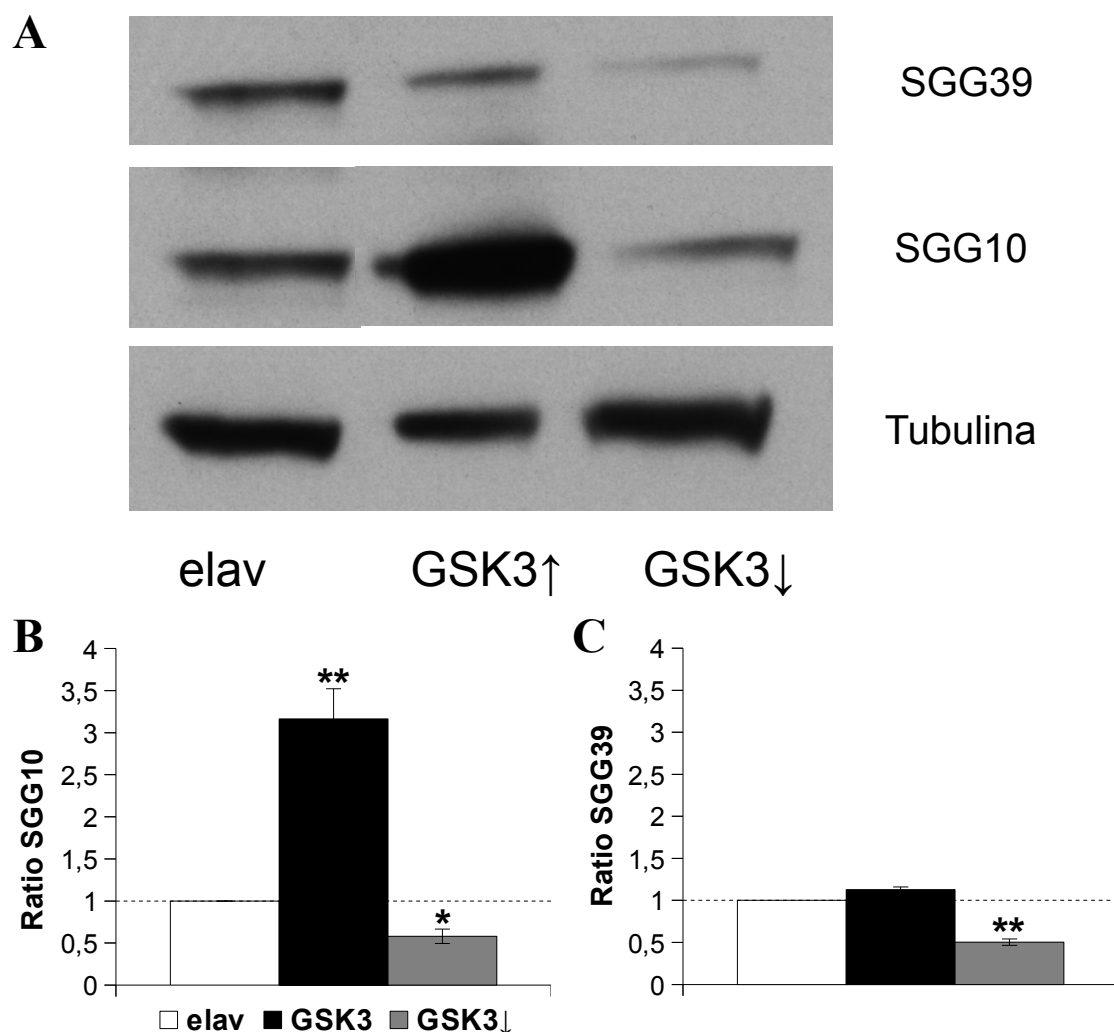 A
SGG39
SGG10
Tubulina
elav GSK3↑ GSK3↓
B
4
3,5
3
2,5
2
1,5
1
0,5
0
Ratio SGG10
**
*
C
4
3,5
3
2,5
2
1,5
1
0,5
0
Ratio SGG39
**
elav GSK3 GSK3↓